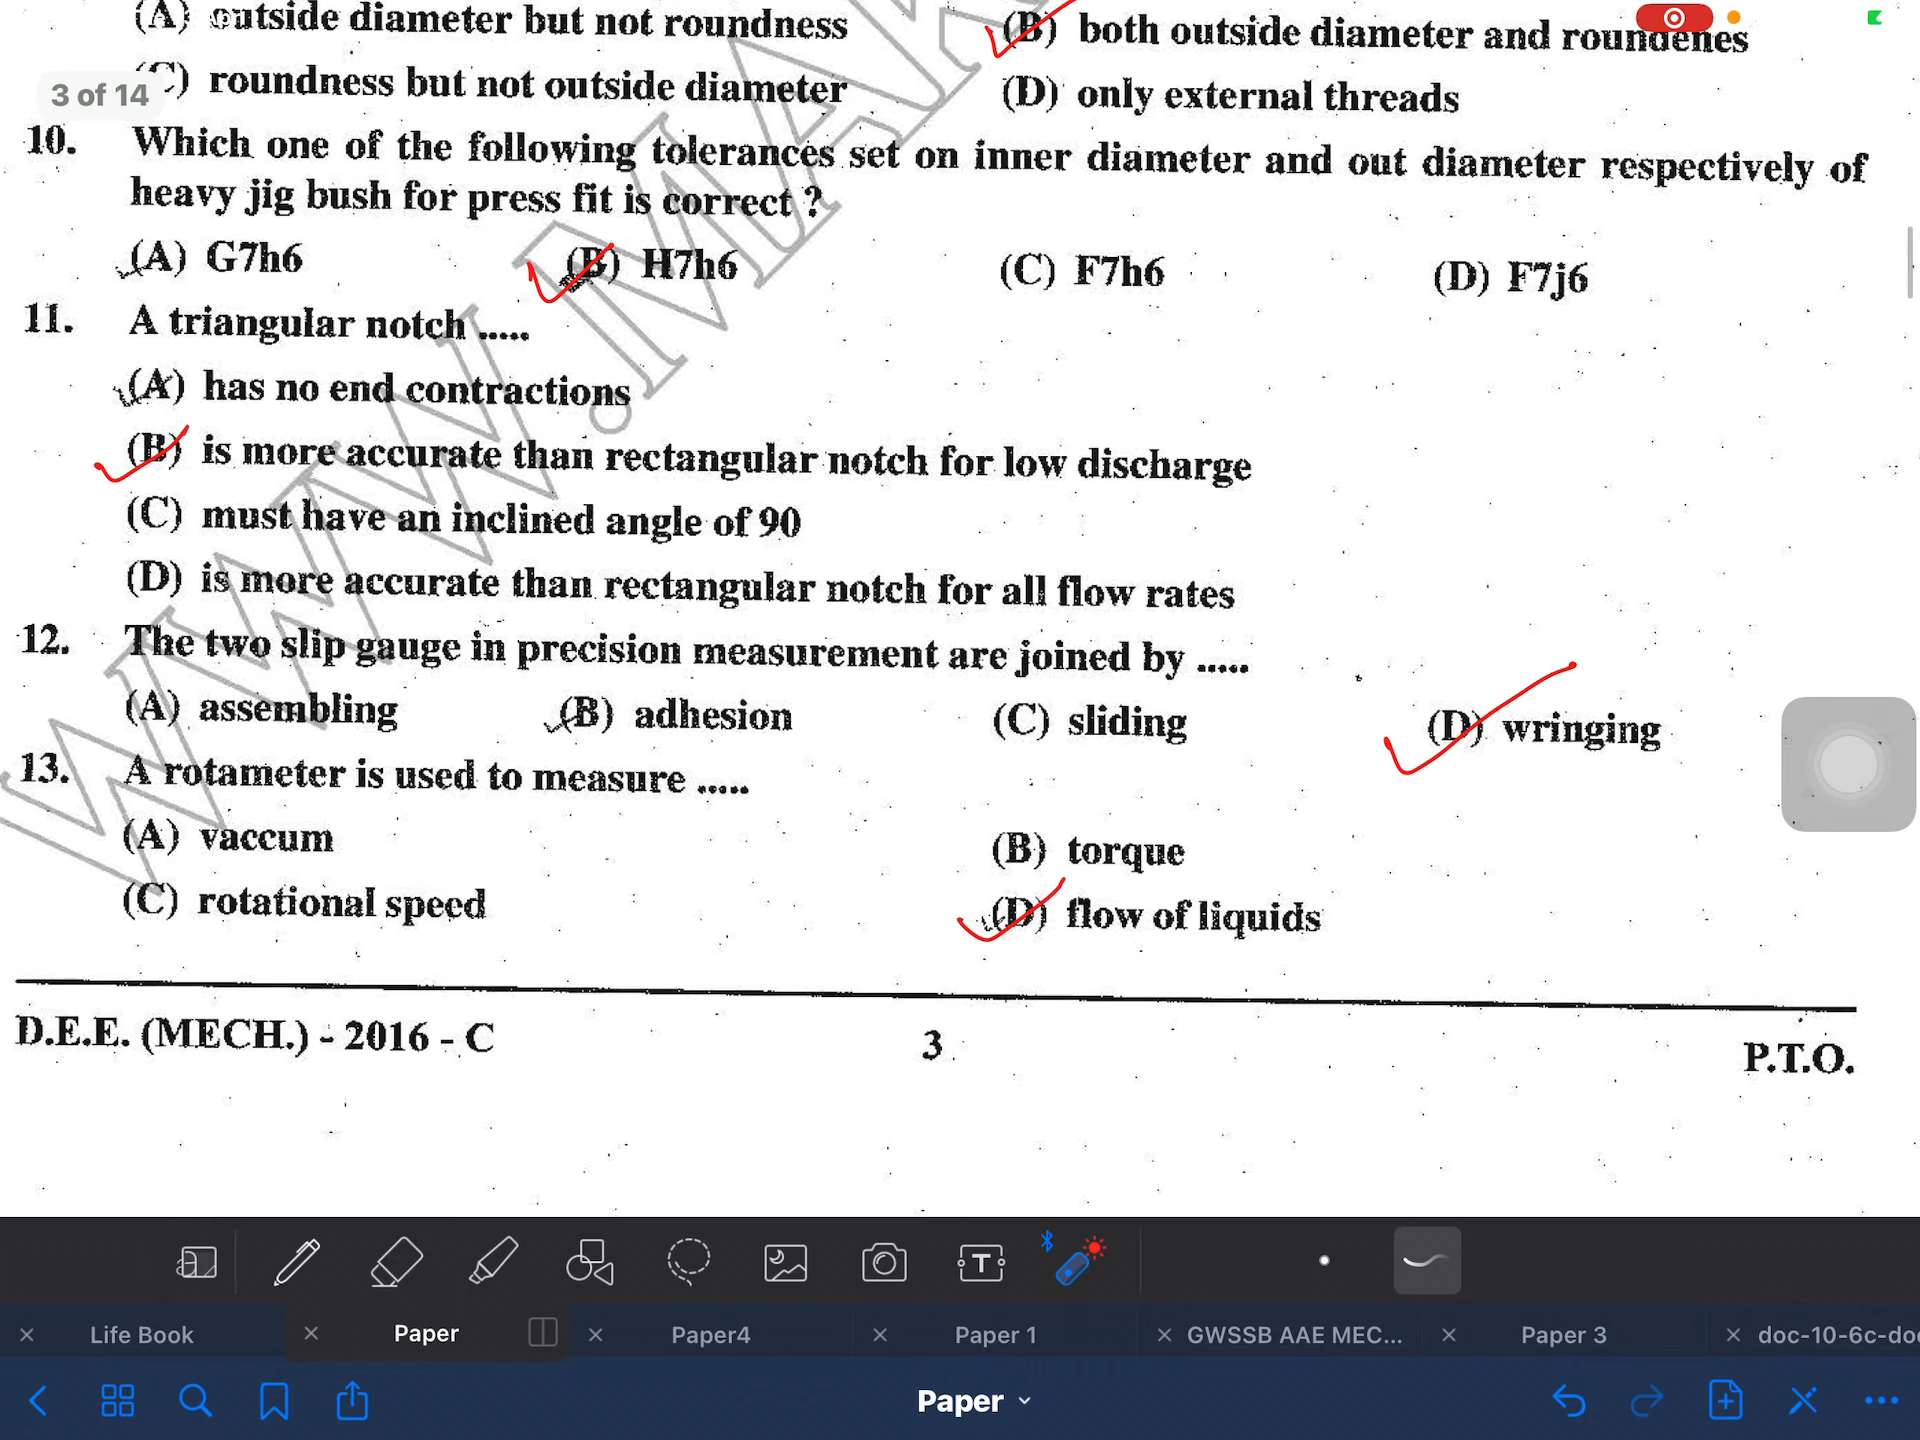 (A) outside diameter but not roundness (B) both outside diameter and roundenes
3 of 14
(C) roundness but not outside diameter (D) only external threads
10. Which one of the following tolerances set on inner diameter and out diameter respectively of
heavy jig bush for press fit is correct ?
(A) G7h6 (B) H7h6 (C) F7h6 (D) F7j6
11. A triangular notch .....
(A) has no end contractions
(B) is more accurate than rectangular notch for low discharge
(C) must have an inclined angle of 90
(D) is more accurate than rectangular notch for all flow rates
12. The two slip gauge in precision measurement are joined by .....
(A) assembling (B) adhesion (C) sliding (D) wringing
13. A rotameter is used to measure .....
(A) vaccum (B) torque
(C) rotational speed (D) flow of liquids
D.E.E. (MECH.) - 2016 - C 3 P.T.O.
Life Book Paper Paper4 Paper 1 GWSSB AAE MEC... Paper 3 doc-10-6c-doc
Paper